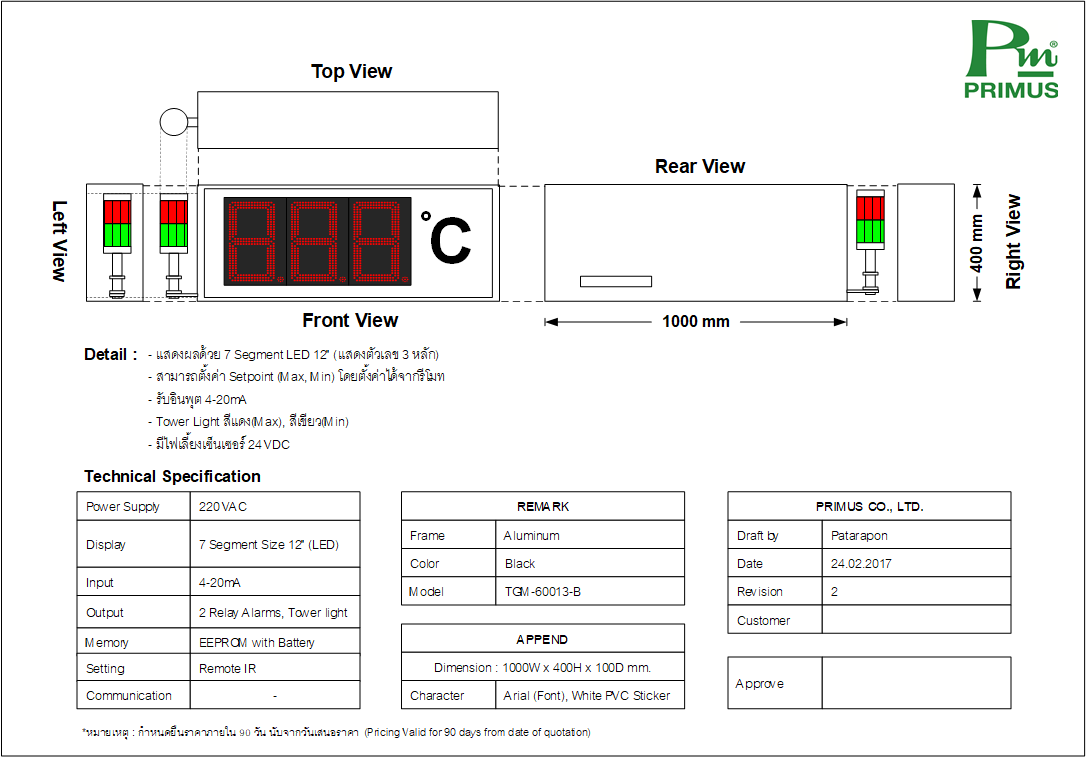 Pm®
PRIMUS
Top View
Rear View
Left View
°C
400 mm
Right View
Front View
1000 mm
Detail :
- แสดงผลด้วย 7 Segment LED 12" (แสดงตัวเลข 3 หลัก)
- สามารถตั้งค่า Setpoint (Max, Min) โดยตั้งค่าได้จากรีโมท
- รับอินพุต 4-20mA
- Tower Light สีแดง(Max), สีเขียว(Min)
- มีไฟเลี้ยงเซ็นเซอร์ 24VDC
Technical Specification
Power Supply 220VAC
Display 7 Segment Size 12" (LED)
Input 4-20mA
Output 2 Relay Alarms, Tower light
Memory EEPROM with Battery
Setting Remote IR
Communication -
REMARK
Frame Aluminum
Color Black
Model TGM-60013-B
APPEND
Dimension : 1000W x 400H x 100D mm.
Character Arial (Font), White PVC Sticker
PRIMUS CO., LTD.
Draft by Patarapon
Date 24.02.2017
Revision 2
Customer
Approve
*หมายเหตุ : กำหนดยืนราคาภายใน 90 วัน นับจากวันเสนอราคา (Pricing Valid for 90 days from date of quotation)